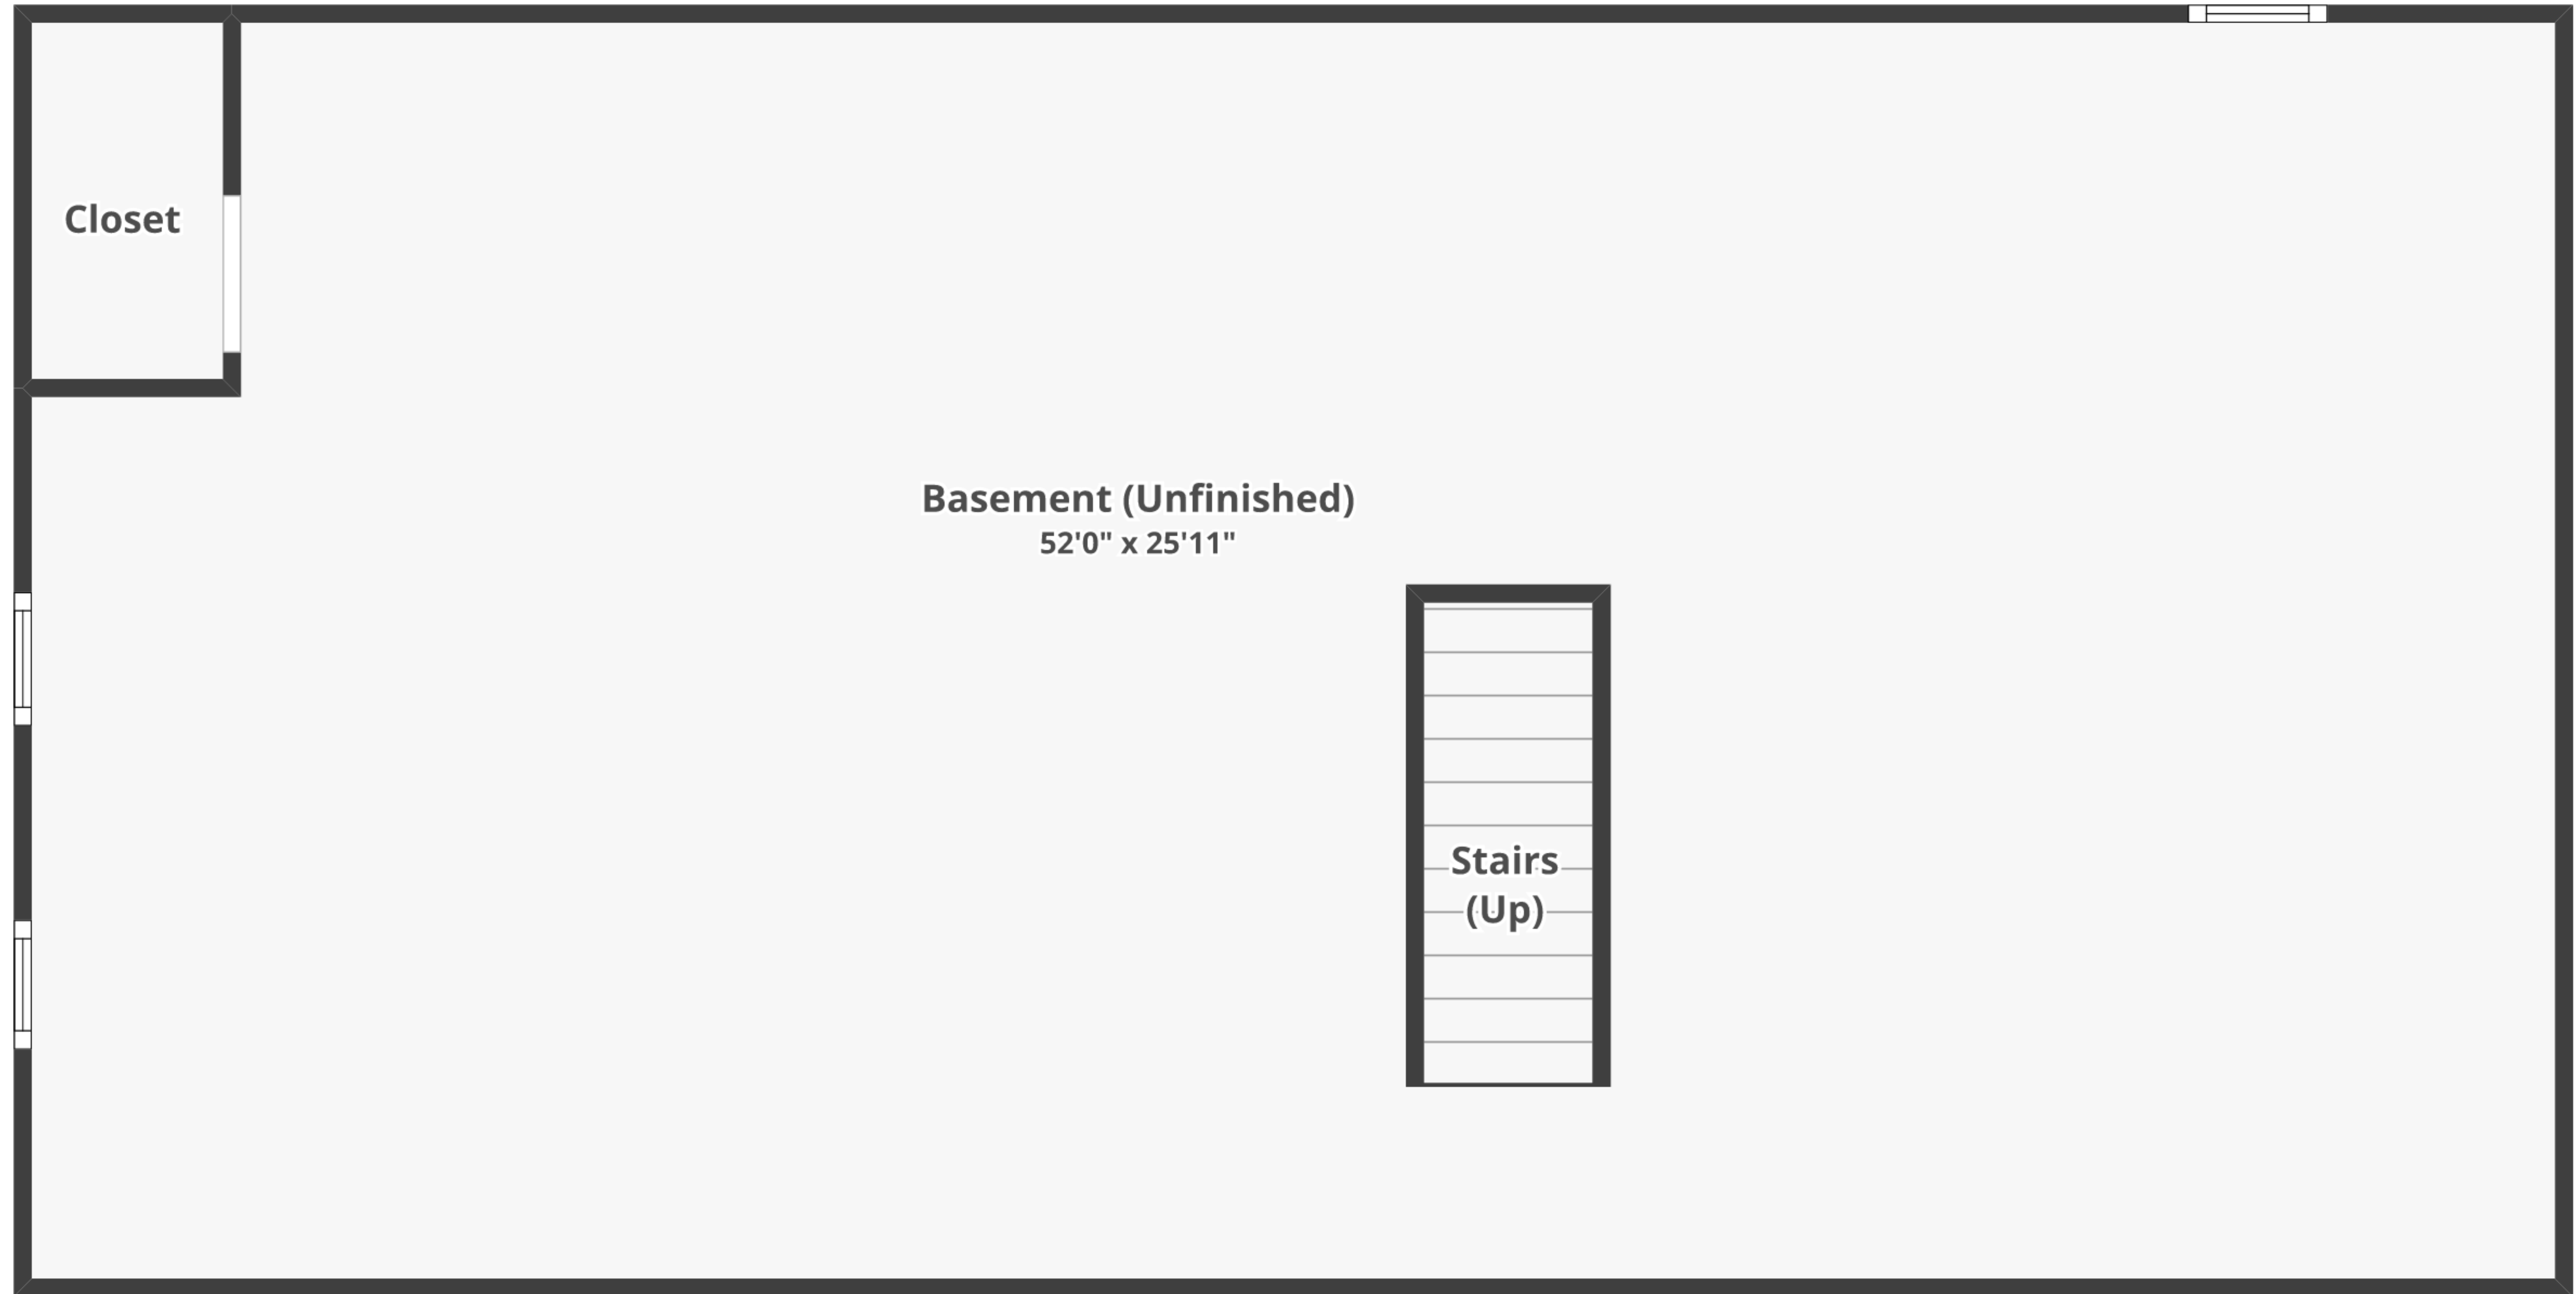 Closet
Basement (Unfinished)
52'0" x 25'11"
Stairs
(Up)